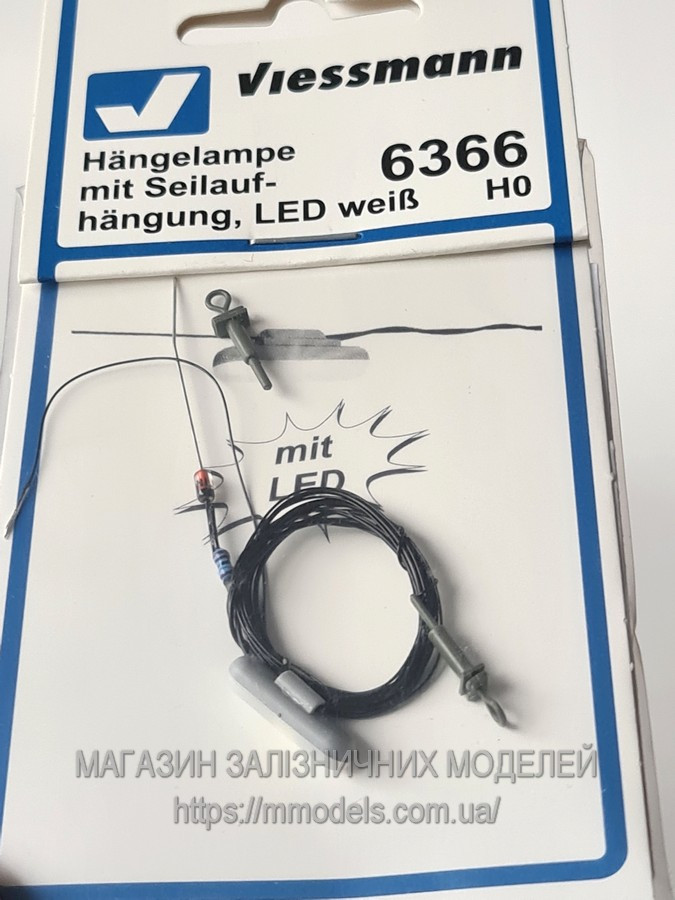 Viessmann
Hängelampe
mit Seilauf-
hängung, LED weiß
6366
H0
mit
LED
МАГАЗИН ЗАЛІЗНИЧНИХ МОДЕЛЕЙ
https://mmodels.com.ua/